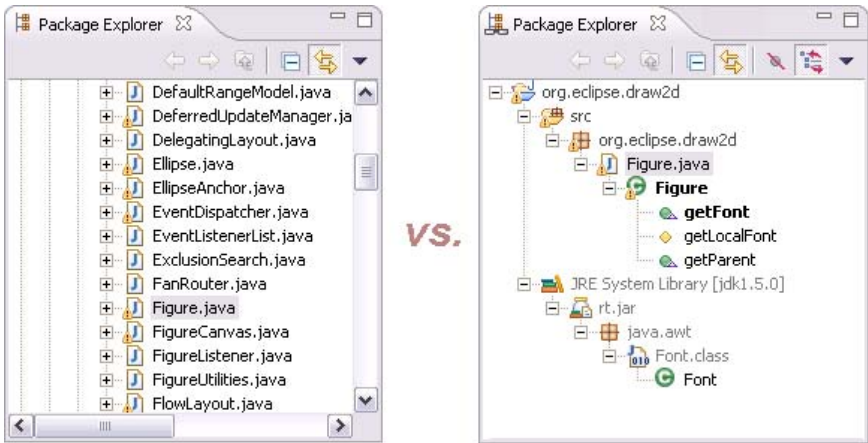 Package Explorer
DefaultRangeModel.java
DeferredUpdateManager.ja
DelegatingLayout.java
Ellipse.java
EllipseAnchor.java
EventDispatcher.java
EventListenerList.java
ExclusionSearch.java
FanRouter.java
Figure.java
FigureCanvas.java
FigureListener.java
FigureUtilities.java
FlowLayout.java
vs.
Package Explorer
org.eclipse.draw2d
src
org.eclipse.draw2d
Figure.java
Figure
getFont
getLocalFont
getParent
JRE System Library [jdk1.5.0]
rt.jar
java.awt
Font.class
Font